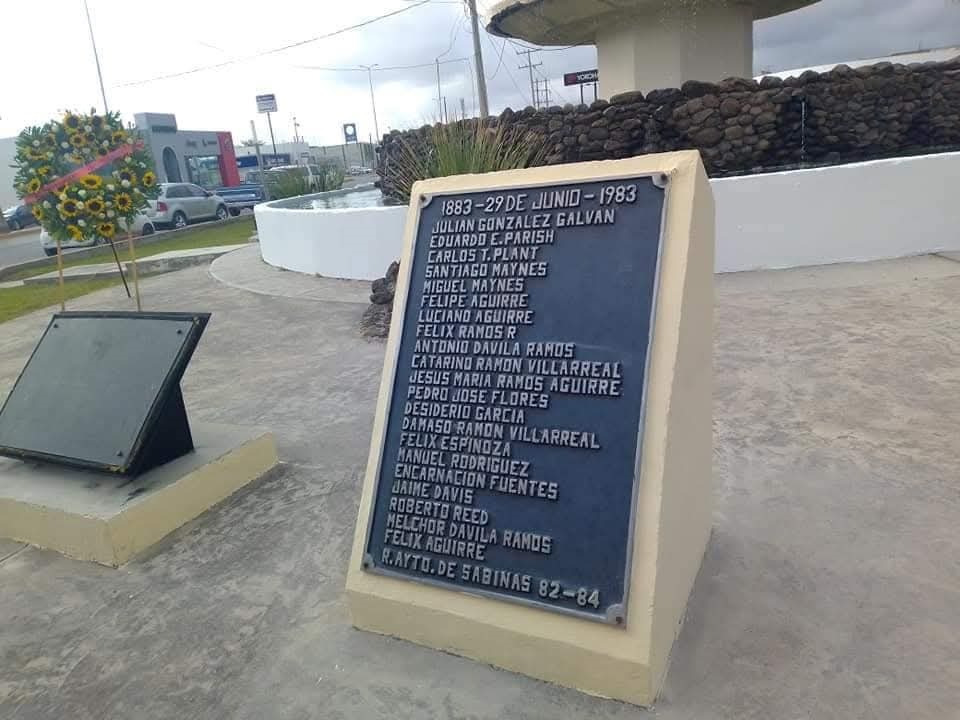 1883-29 DE JUNIO-1983
JULIAN GONZALEZ GALVAN
EDUARDO E. PARISH
CARLOS T. PLANT
SANTIAGO MAYNES
MIGUEL MAYNES
FELIPE AGUIRRE
LUCIANO AGUIRRE
FELIX RAMOS R
ANTONIO DAVILA RAMOS
CATARINO RAMON VILLARREAL
JESUS MARIA RAMOS AGUIRRE
PEDRO JOSE FLORES
DESIDERIO GARCIA
DAMASO RAMON VILLARREAL
FELIX ESPINOZA
MANUEL RODRIGUEZ
ENCARNACION FUENTES
JAIME DAVIS
ROBERTO REED
MELCHOR DAVILA RAMOS
FELIX AGUIRRE
R. AYTO. DE SABINAS 82-84
YOKOHA